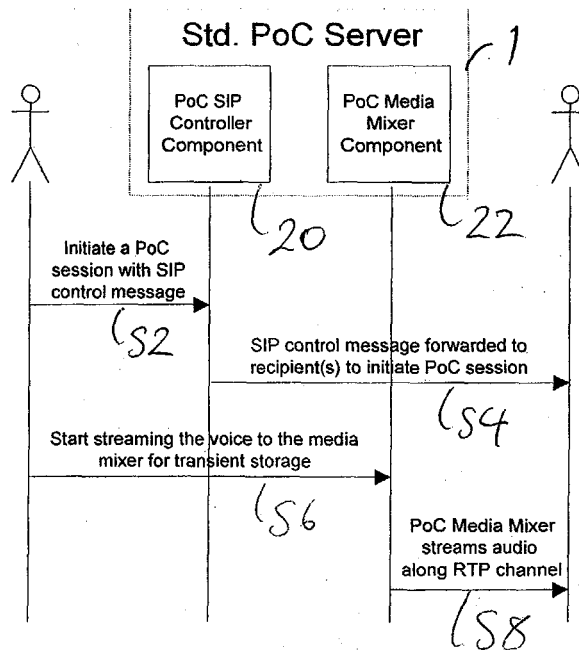 Std. PoC Server
1
PoC SIP
Controller
Component
PoC Media
Mixer
Component
20
22
Initiate a PoC
session with SIP
control message
S2
SIP control message forwarded to
recipient(s) to initiate PoC session
S4
Start streaming the voice to the media
mixer for transient storage
S6
PoC Media Mixer
streams audio
along RTP channel
S8